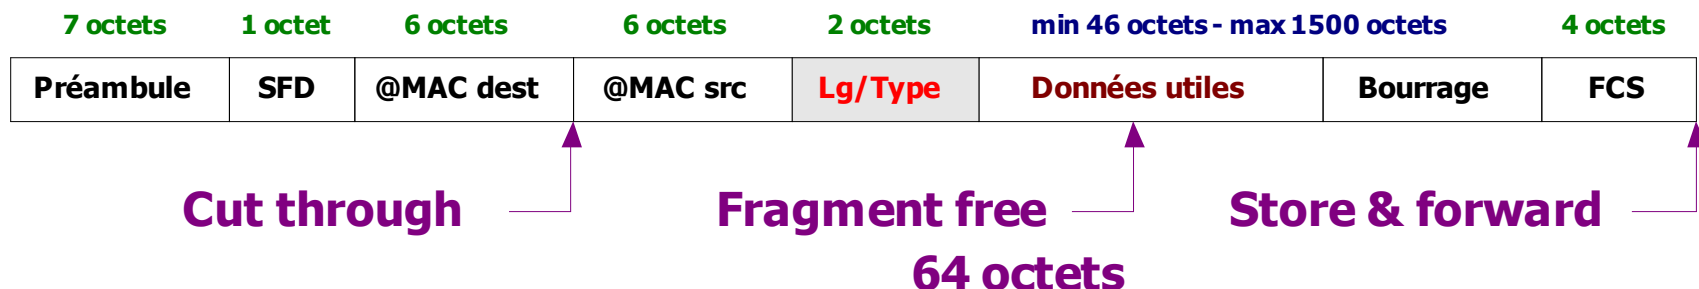 7 octets 1 octet 6 octets 6 octets 2 octets min 46 octets - max 1500 octets 4 octets
Préambule SFD @MAC dest @MAC src Lg/Type Données utiles Bourrage FCS
Cut through Fragment free Store & forward
64 octets